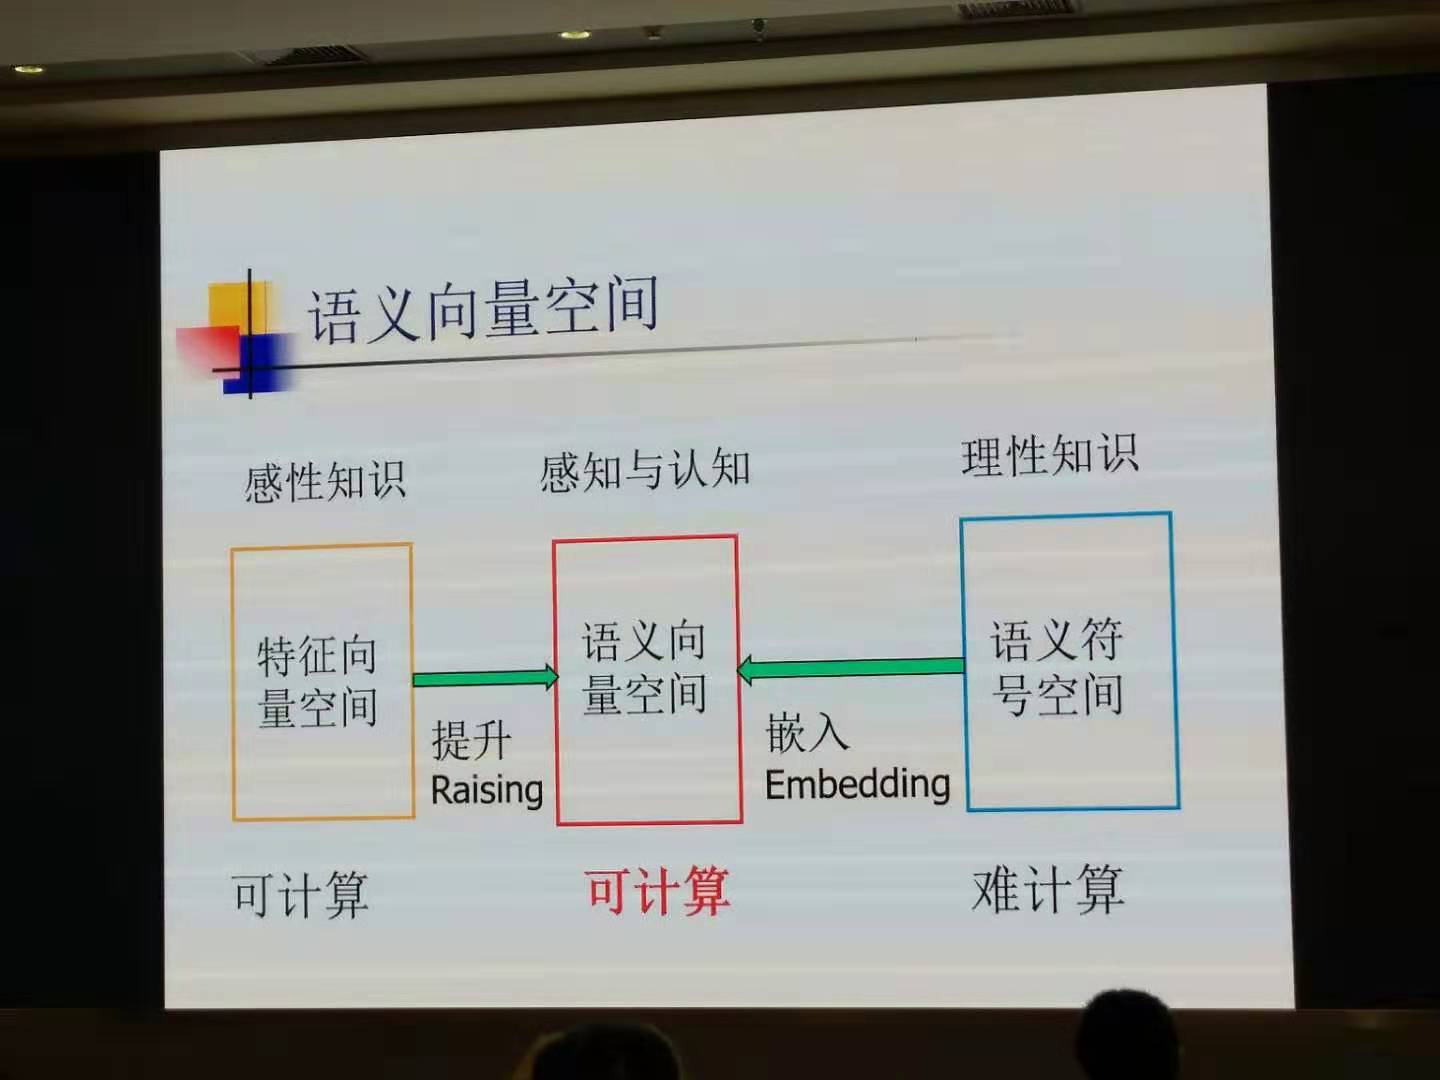 语义向量空间
感性知识
感知与认知
理性知识
特征向
量空间
提升
Raising
语义向
量空间
嵌入
Embedding
语义符
号空间
可计算
可计算
难计算